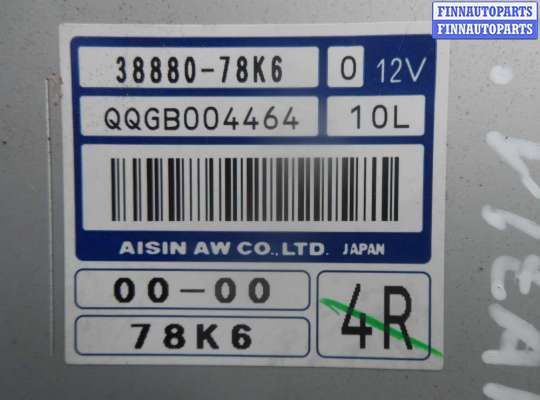 FINNAUTOPARTS
FINNAUTOPARTS
38880-78K6 0 12V
QQGB004464 10L
AISIN AW CO.,LTD. JAPAN
00-00
78K6
4R